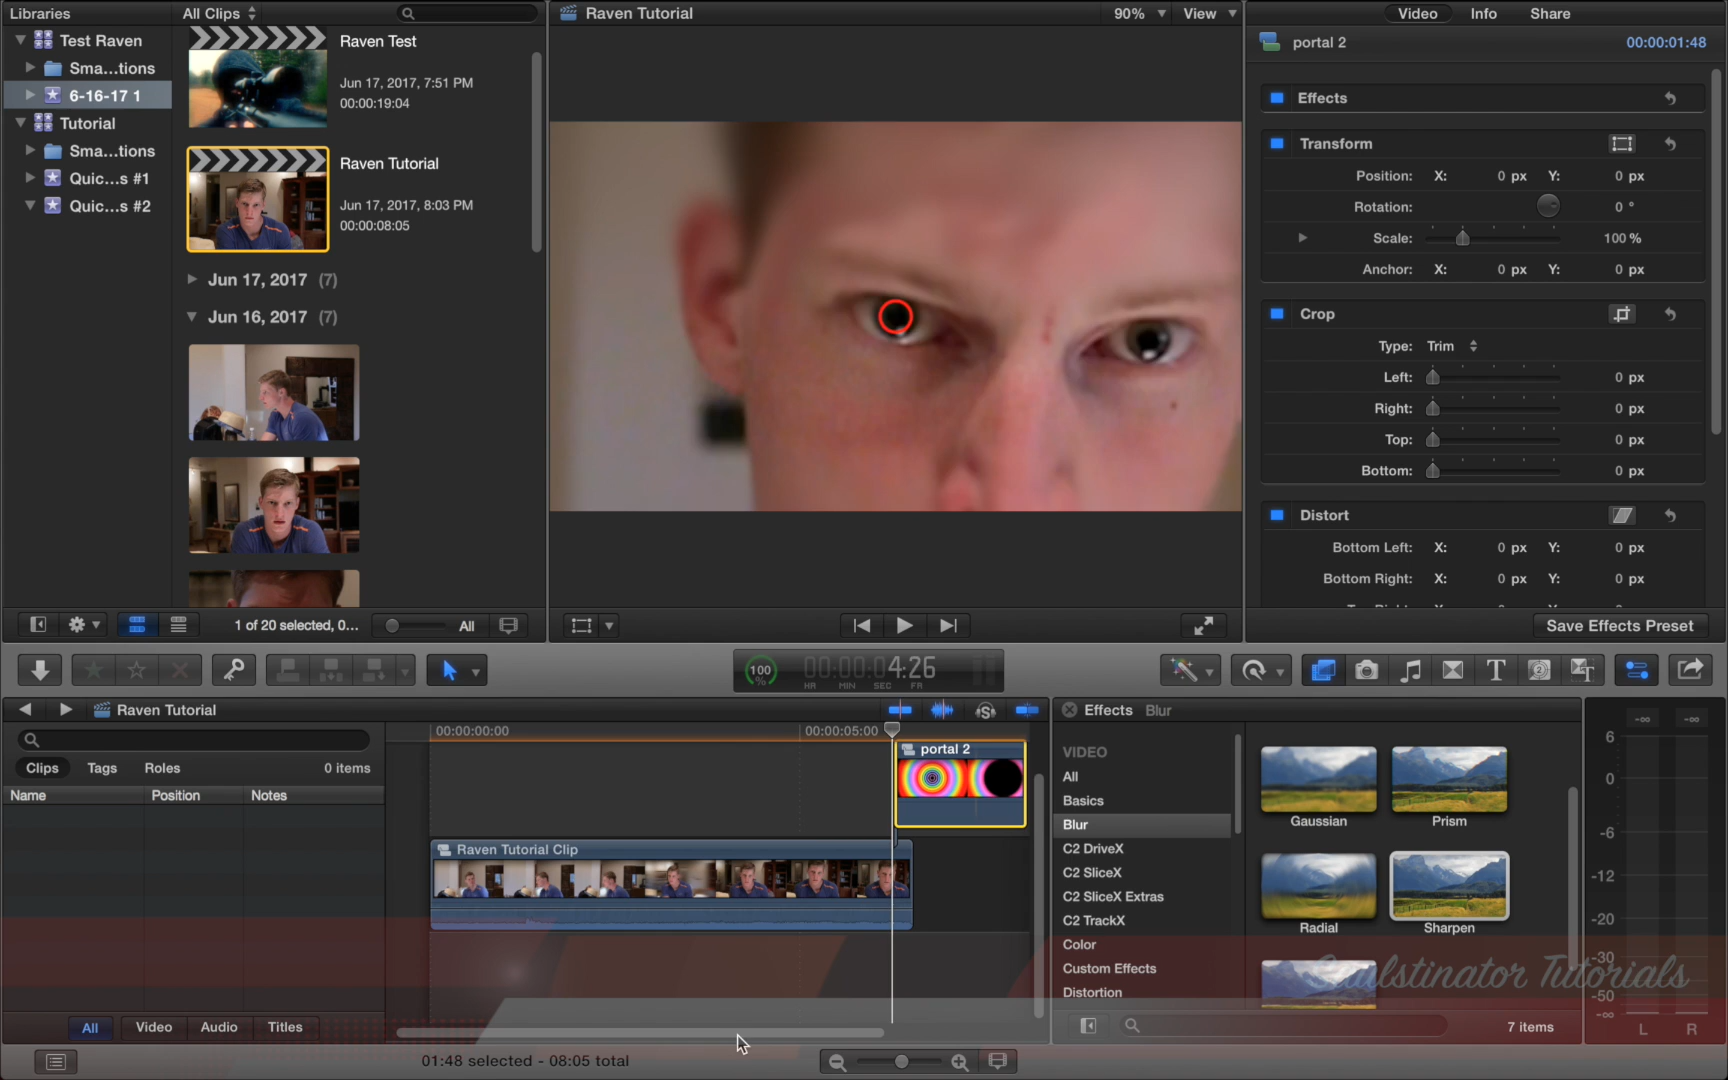 Libraries
All Clips
Raven Tutorial
90%
View
Video
Info
Share
Test Raven
Sma...tions
6-16-17 1
Tutorial
Sma...tions
Quic...s #1
Quic...s #2
Raven Test
Jun 17, 2017, 7:51 PM
00:00:19:04
Raven Tutorial
Jun 17, 2017, 8:03 PM
00:00:08:05
Jun 17, 2017 (7)
Jun 16, 2017 (7)
1 of 20 selected, 0...
All
portal 2
00:00:01:48
Effects
Transform
Position: X: 0 px Y: 0 px
Rotation: 0 °
Scale: 100 %
Anchor: X: 0 px Y: 0 px
Crop
Type: Trim
Left: 0 px
Right: 0 px
Top: 0 px
Bottom: 0 px
Distort
Bottom Left: X: 0 px Y: 0 px
Bottom Right: X: 0 px Y: 0 px
Save Effects Preset
100 %
00:00:04:26
HR MIN SEC FR
Raven Tutorial
Clips
Tags
Roles
0 items
Name
Position
Notes
All
Video
Audio
Titles
00:00:00:00
00:00:05:00
portal 2
Raven Tutorial Clip
01:48 selected - 08:05 total
Effects
Blur
VIDEO
All
Basics
Blur
C2 DriveX
C2 SliceX
C2 SliceX Extras
C2 TrackX
Color
Custom Effects
Distortion
Gaussian
Prism
Radial
Sharpen
7 items
-∞ -∞
6
0
-6
-12
-20
-30
-50
-∞
L R
Tutorials